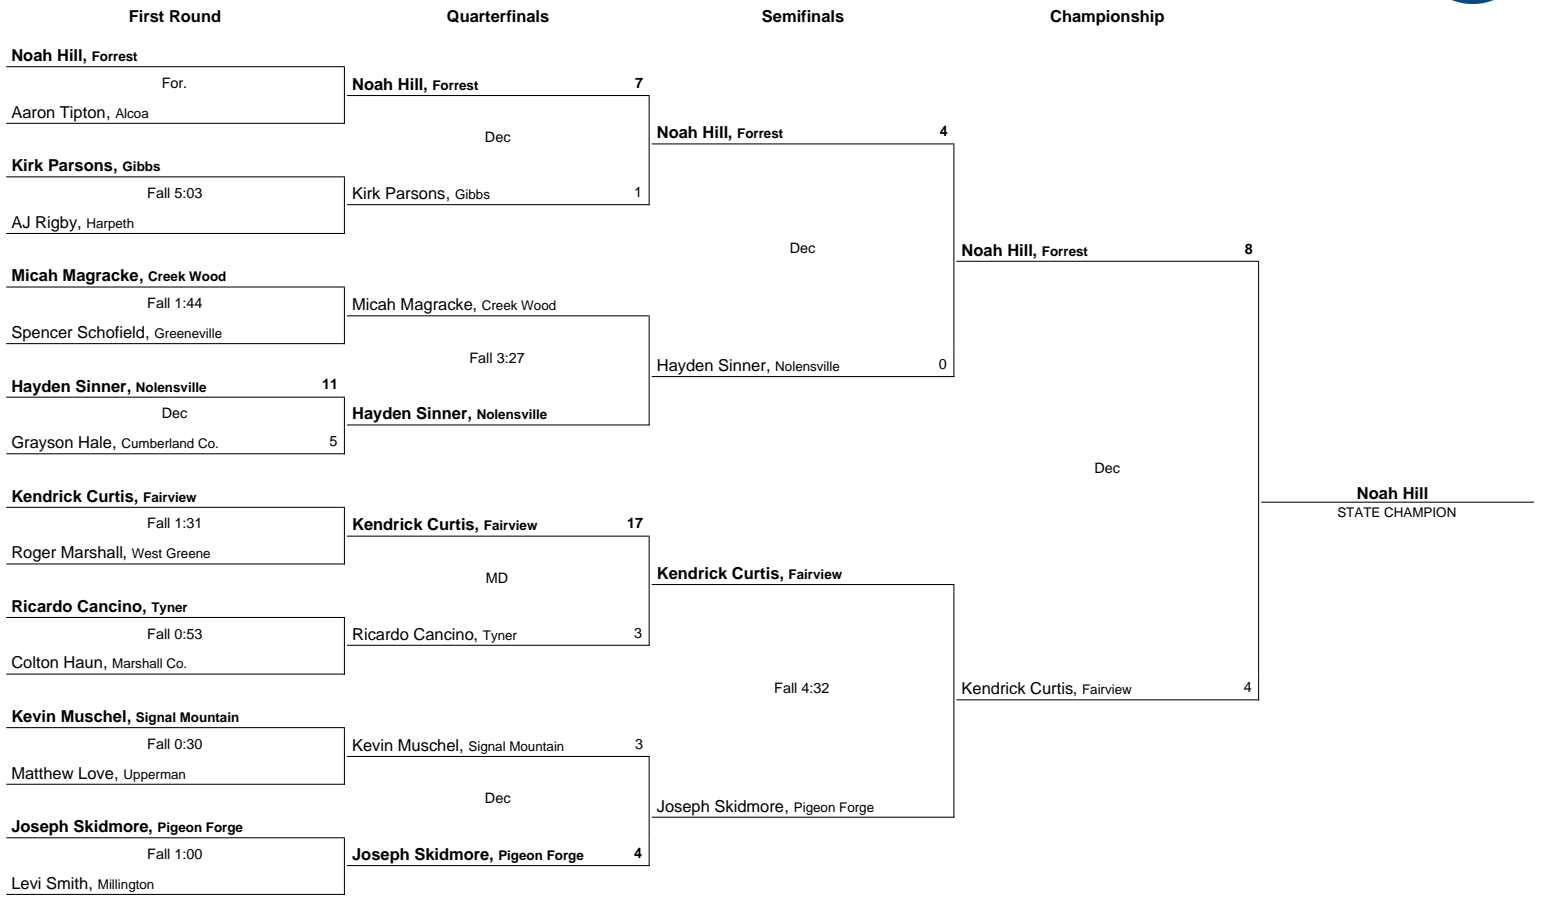 First Round Quarterfinals Semifinals Championship
Noah Hill, Forrest
For.
Aaron Tipton, Alcoa
Kirk Parsons, Gibbs
Fall 5:03
AJ Rigby, Harpeth
Micah Magracke, Creek Wood
Fall 1:44
Spencer Schofield, Greeneville
Hayden Sinner, Nolensville 11
Dec
Grayson Hale, Cumberland Co. 5
Kendrick Curtis, Fairview
Fall 1:31
Roger Marshall, West Greene
Ricardo Cancino, Tyner
Fall 0:53
Colton Haun, Marshall Co.
Kevin Muschel, Signal Mountain
Fall 0:30
Matthew Love, Upperman
Joseph Skidmore, Pigeon Forge
Fall 1:00
Levi Smith, Millington
Noah Hill, Forrest 7
Dec
Kirk Parsons, Gibbs 1
Micah Magracke, Creek Wood
Fall 3:27
Hayden Sinner, Nolensville
Kendrick Curtis, Fairview 17
MD
Ricardo Cancino, Tyner 3
Kevin Muschel, Signal Mountain 3
Dec
Joseph Skidmore, Pigeon Forge 4
Noah Hill, Forrest 4
Dec
Hayden Sinner, Nolensville 0
Kendrick Curtis, Fairview
Fall 4:32
Joseph Skidmore, Pigeon Forge
Noah Hill, Forrest 8
Dec
Kendrick Curtis, Fairview 4
Noah Hill
STATE CHAMPION